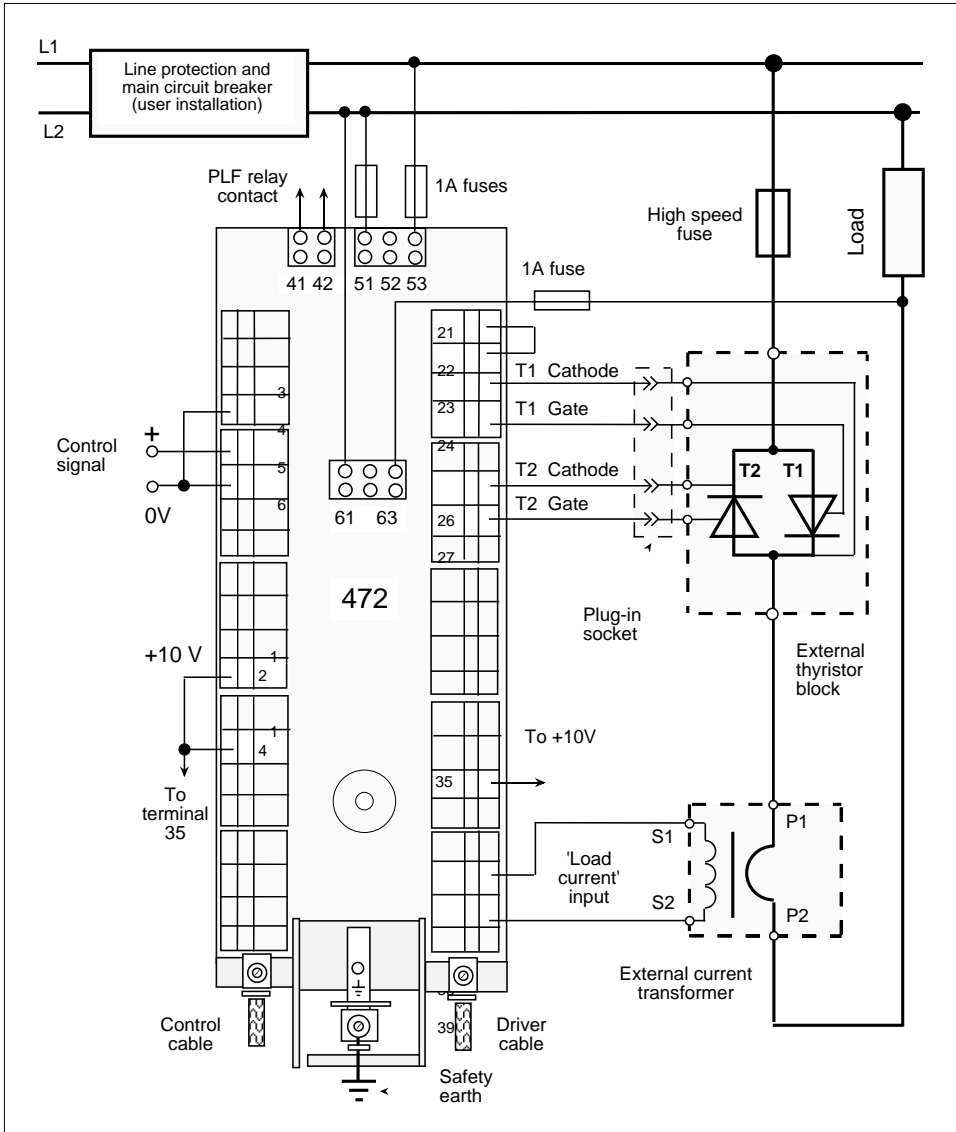 L1
Line protection and
main circuit breaker
(user installation)
L2
PLF relay
contact
1A fuses
High speed
fuse
Load
41 42 51 52 53
1A fuse
21
22
T1 Cathode
3
23
T1 Gate
4
24
Control
signal
+
5
T2 Cathode
T2 T1
0V
6
61 63
26
T2 Gate
27
472
Plug-in
socket
External
thyristor
block
+10 V
1
2
1
4
To +10V
35
To
terminal
35
S1
P1
'Load
current'
input
S2
P2
External current
transformer
Control
cable
39
Driver
cable
Safety
earth